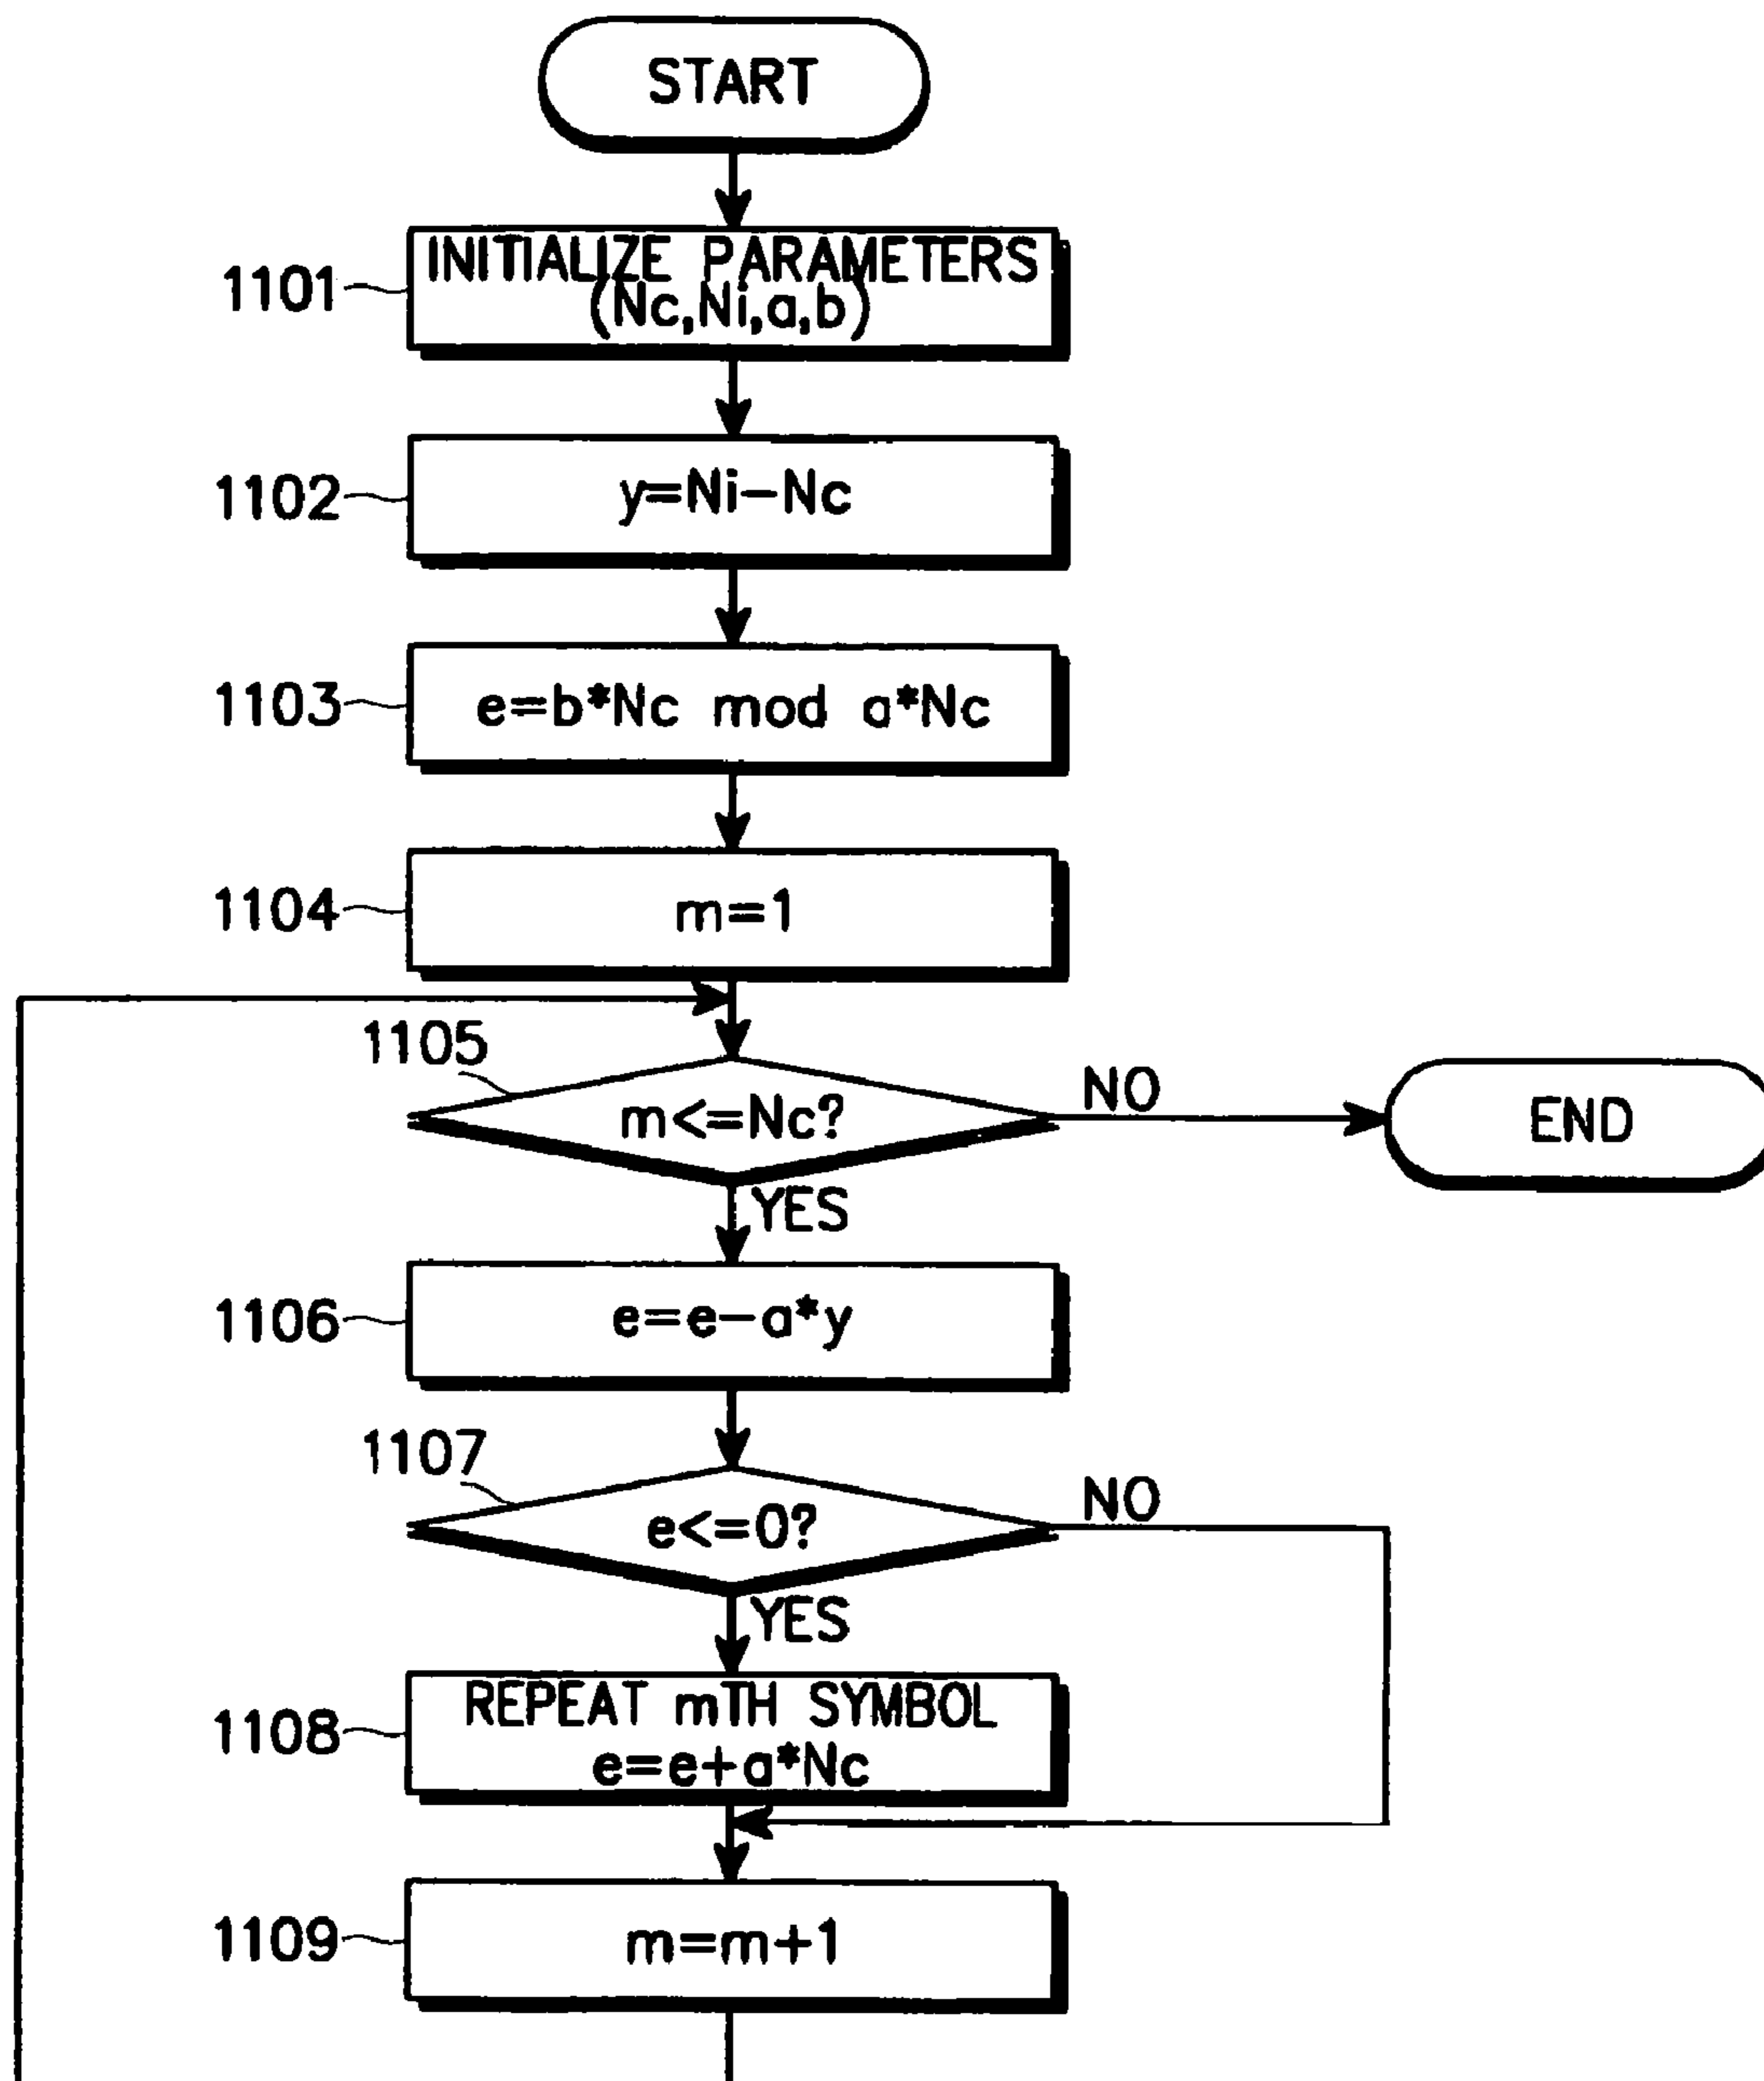 START
1101
INITIALIZE PARAMETERS
(Nc,Ni,a,b)
1102
y=Ni-Nc
1103
e=b*Nc mod a*Nc
1104
m=1
1105
m<=Nc?
NO
END
YES
1106
e=e-a*y
1107
e<=0?
NO
YES
1108
REPEAT mTH SYMBOL
e=e+a*Nc
1109
m=m+1